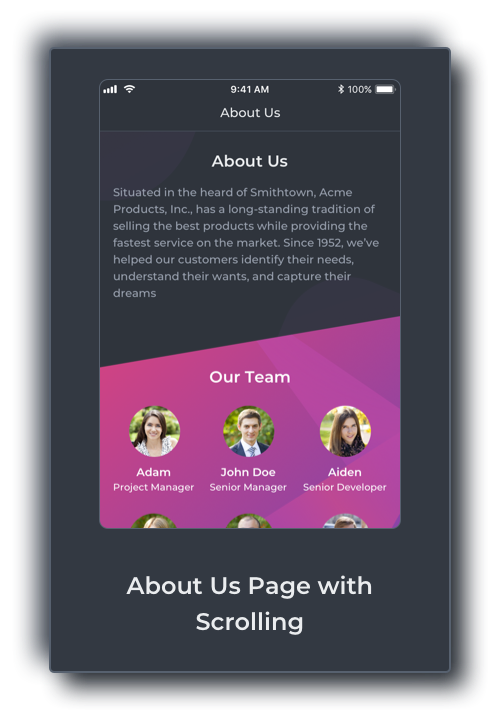 9:41 AM 100%
About Us
About Us
Situated in the heard of Smithtown, Acme
Products, Inc., has a long-standing tradition of
selling the best products while providing the
fastest service on the market. Since 1952, we've
helped our customers identify their needs,
understand their wants, and capture their
dreams
Our Team
Adam John Doe Aiden
Project Manager Senior Manager Senior Developer
About Us Page with
Scrolling